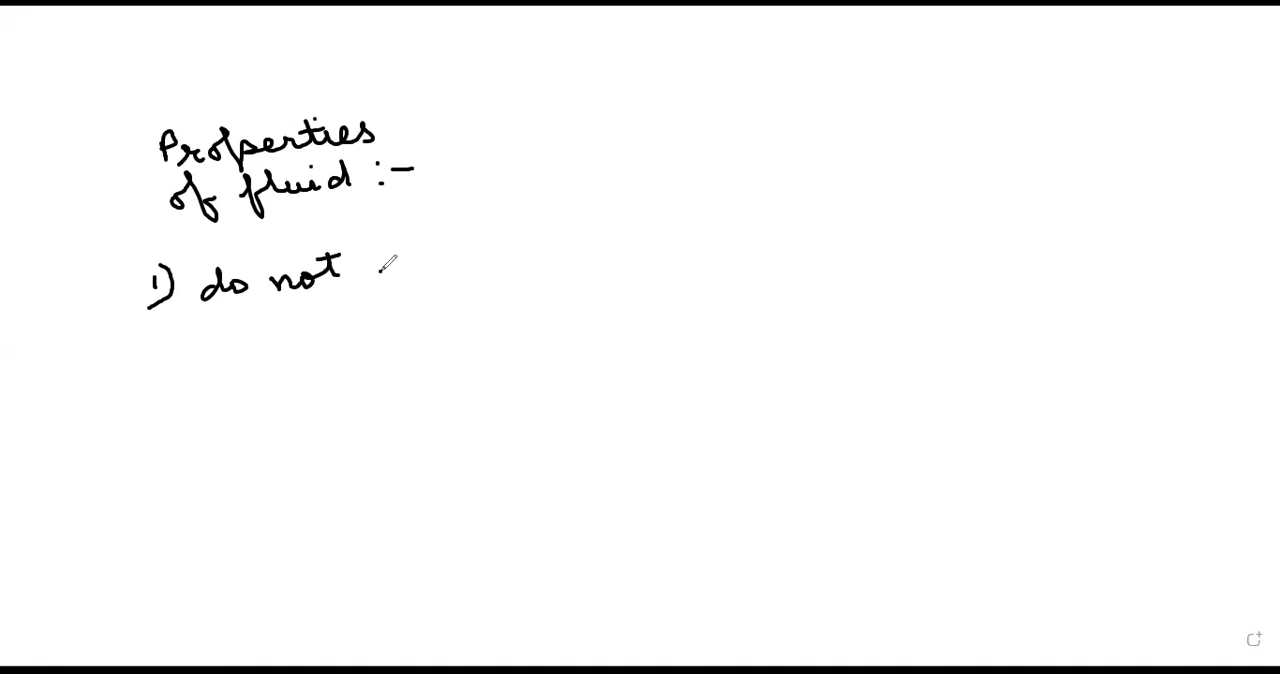 Properties
of fluid :-
1) do not